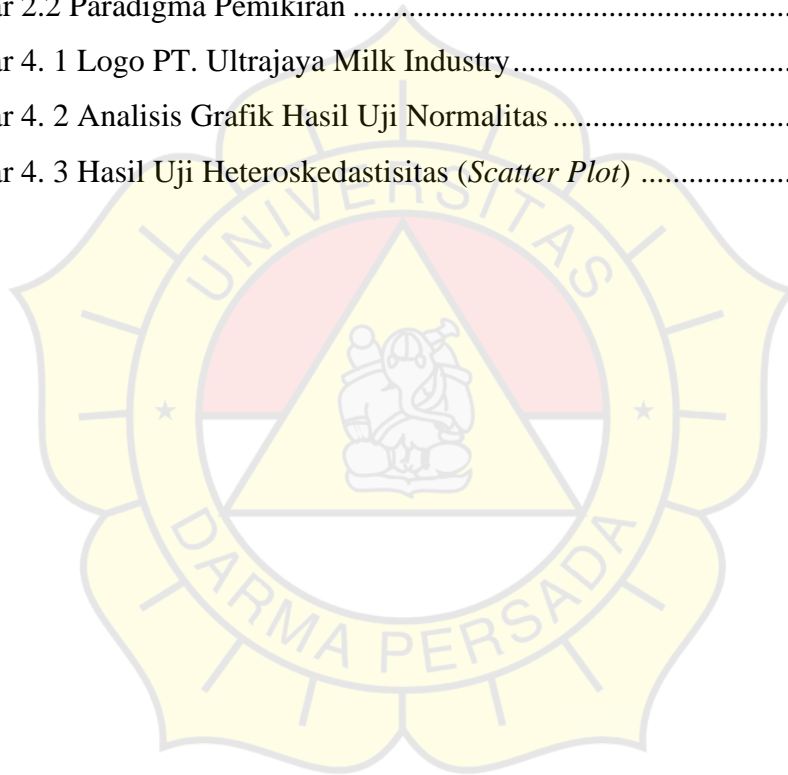 ar 2.2 Paradigma Pemikiran ......................................................
ar 4. 1 Logo PT. Ultrajaya Milk Industry..................................
ar 4. 2 Analisis Grafik Hasil Uji Normalitas .............................
ar 4. 3 Hasil Uji Heteroskedastisitas (Scatter Plot) ..................
UNIVERSITAS
DARMA PERSADA